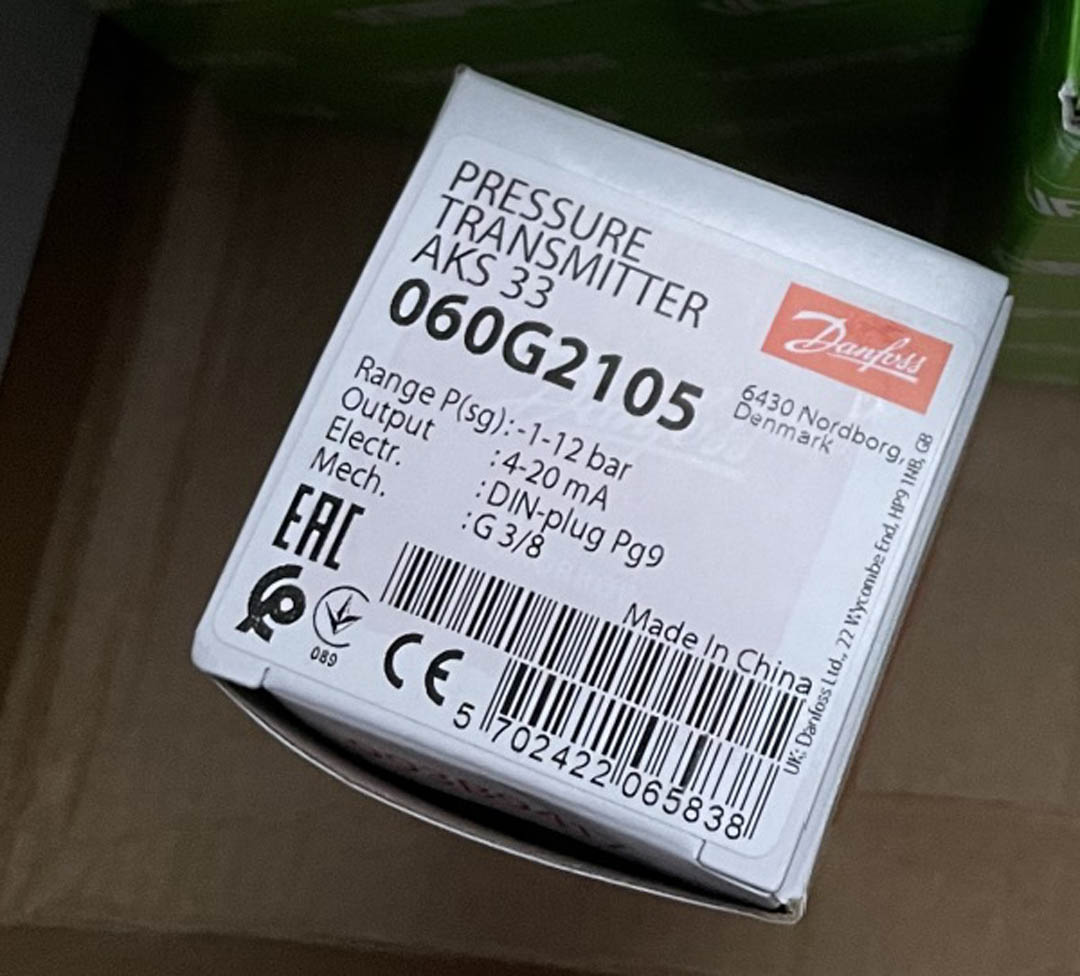 PRESSURE
TRANSMITTER
AKS 33
060G2105
Danfoss
6430 Nordborg,
Denmark
Range P(sg):-1-12 bar
Output :4-20 mA
Electr. :DIN-plug Pg9
Mech. :G 3/8
EAC
089
CE
Made In China
5 702422 065838
UK: Danfoss Ltd., 22 Wycombe End, HP9 1NB, GB